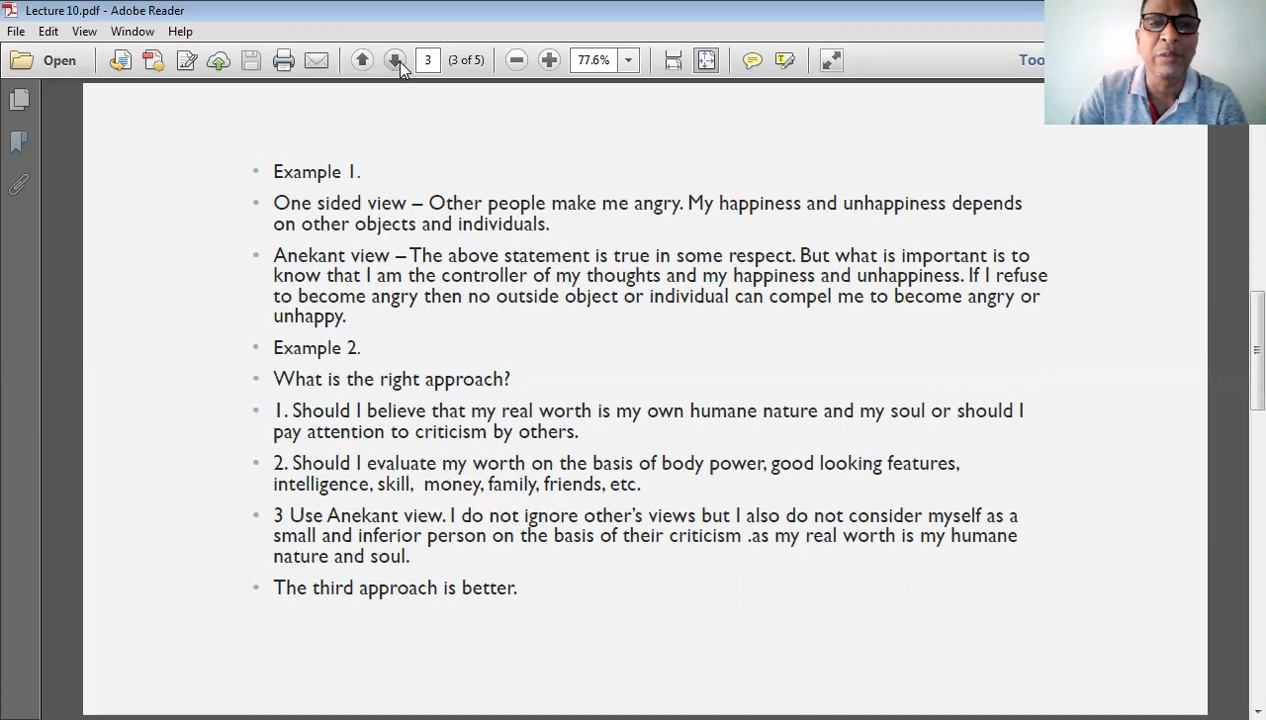 Lecture 10.pdf - Adobe Reader
File Edit View Window Help
Open 3 (3 of 5) 77.6% Too
• Example 1.
• One sided view – Other people make me angry. My happiness and unhappiness depends
on other objects and individuals.
• Anekant view – The above statement is true in some respect. But what is important is to
know that I am the controller of my thoughts and my happiness and unhappiness. If I refuse
to become angry then no outside object or individual can compel me to become angry or
unhappy.
• Example 2.
• What is the right approach?
• 1. Should I believe that my real worth is my own humane nature and my soul or should I
pay attention to criticism by others.
• 2. Should I evaluate my worth on the basis of body power, good looking features,
intelligence, skill, money, family, friends, etc.
• 3 Use Anekant view. I do not ignore other's views but I also do not consider myself as a
small and inferior person on the basis of their criticism .as my real worth is my humane
nature and soul.
• The third approach is better.